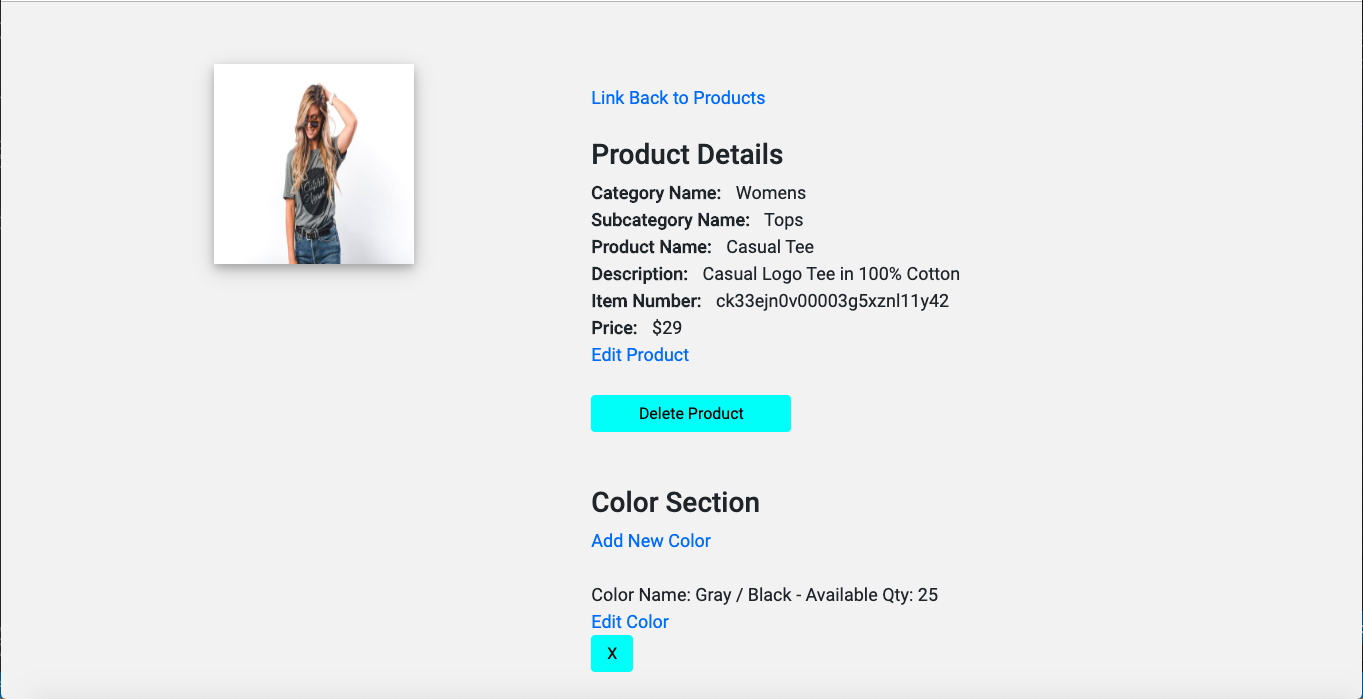 Link Back to Products
Product Details
Category Name: Womens
Subcategory Name: Tops
Product Name: Casual Tee
Description: Casual Logo Tee in 100% Cotton
Item Number: ck33ejn0v00003g5xznl11y42
Price: $29
Edit Product
Delete Product
Color Section
Add New Color
Color Name: Gray / Black - Available Qty: 25
Edit Color
X